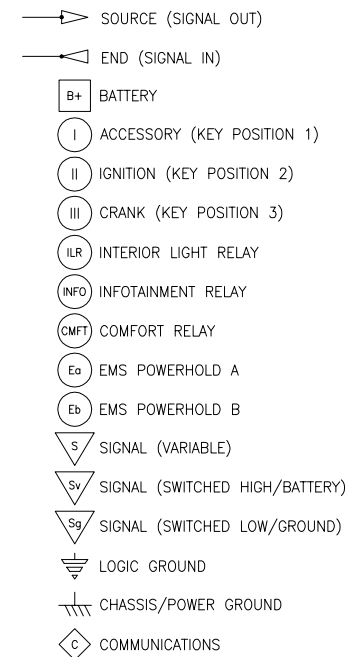 SOURCE (SIGNAL OUT)
END (SIGNAL IN)
B+ BATTERY
I ACCESSORY (KEY POSITION 1)
II IGNITION (KEY POSITION 2)
III CRANK (KEY POSITION 3)
ILR INTERIOR LIGHT RELAY
INFO INFOTAINMENT RELAY
CMFT COMFORT RELAY
Ea EMS POWERHOLD A
Eb EMS POWERHOLD B
S SIGNAL (VARIABLE)
Sv SIGNAL (SWITCHED HIGH/BATTERY)
Sg SIGNAL (SWITCHED LOW/GROUND)
LOGIC GROUND
CHASSIS/POWER GROUND
C COMMUNICATIONS